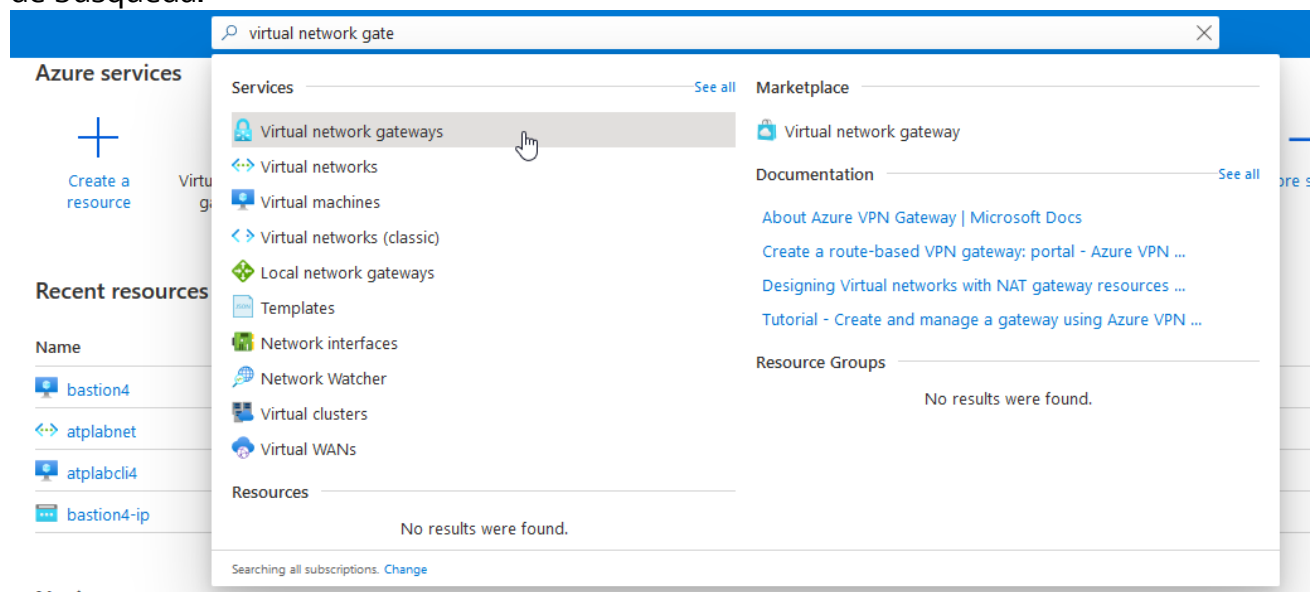 de búsqueda.
virtual network gate
Azure services
Create a
resource
Virtu
Services
See all
Virtual network gateways
Virtual networks
Virtual machines
Virtual networks (classic)
Local network gateways
Templates
Network interfaces
Network Watcher
Virtual clusters
Virtual WANs
Resources
No results were found.
Searching all subscriptions. Change
Marketplace
Virtual network gateway
Documentation
See all
About Azure VPN Gateway | Microsoft Docs
Create a route-based VPN gateway: portal - Azure VPN ...
Designing Virtual networks with NAT gateway resources ...
Tutorial - Create and manage a gateway using Azure VPN ...
Resource Groups
No results were found.
Recent resources
Name
bastion4
atplabnet
atplabcli4
bastion4-ip